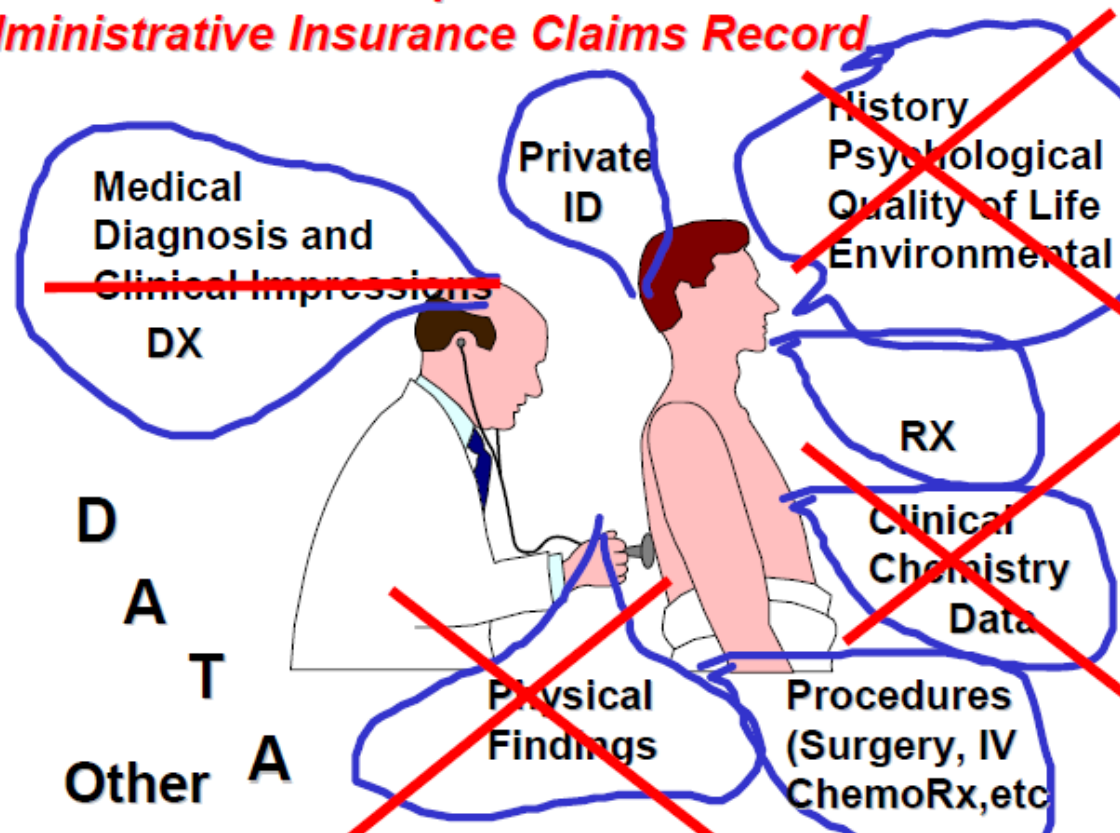 dministrative Insurance Claims Record
Private
ID
History
Psychological
Quality of Life
Environmental
Medical
Diagnosis and
Clinical Impressions
DX
RX
Clinical
Chemistry
Data
Physical
Findings
Procedures
(Surgery, IV
ChemoRx,etc
D
A
T
A
Other